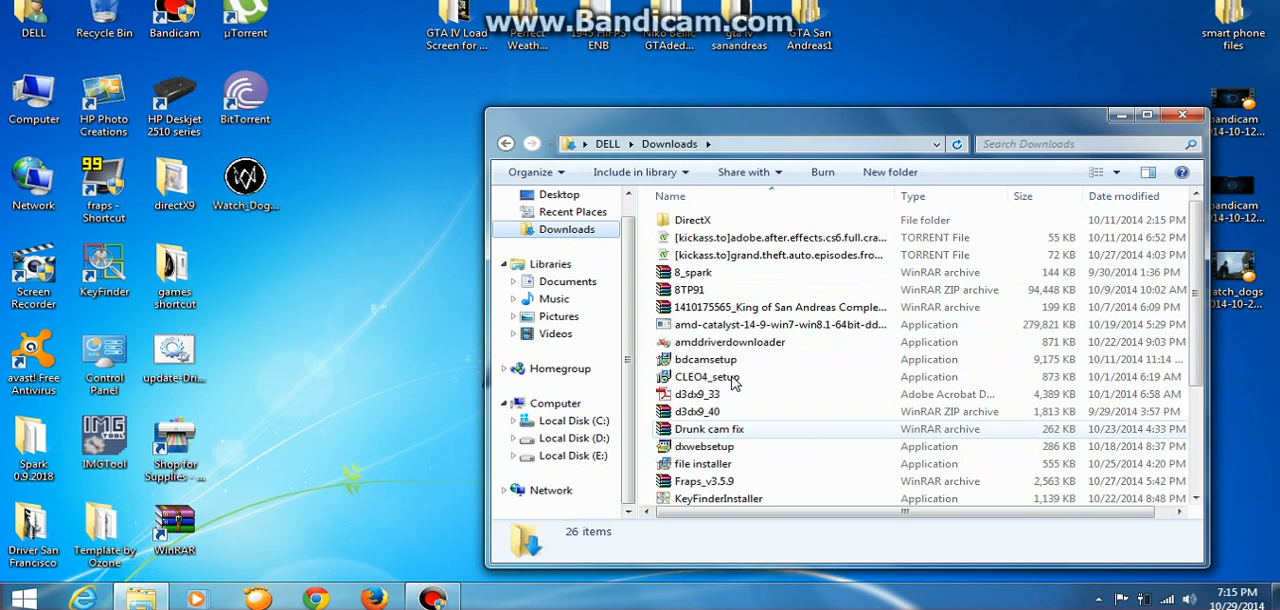 www.Bandicam.com
DELL
Recycle Bin
Bandicam
µTorrent
GTA IV Load
Screen for ...
Perfect
Weath...
1945 HIFPS
ENB
Niko Bellic
GTAded...
gta iv
sanandreas
GTA San
Andreas1
smart phone
files
Computer
HP Photo
Creations
HP Deskjet
2510 series
BitTorrent
bandicam
2014-10-12...
Network
99
fraps -
Shortcut
directX9
Watch_Dog...
bandicam
2014-10-12...
Screen
Recorder
KeyFinder
games
shortcut
watch_dogs
2014-10-2...
avast! Free
Antivirus
Control
Panel
update-Dri...
Spark
0.9.2018
IMG
TOOL
IMGTool
Shop for
Supplies - ...
Driver San
Francisco
Template by
Ozone
WinRAR
DELL
Downloads
Search Downloads
Organize
Include in library
Share with
Burn
New folder
Desktop
Recent Places
Downloads
Libraries
Documents
Music
Pictures
Videos
Homegroup
Computer
Local Disk (C:)
Local Disk (D:)
Local Disk (E:)
Network
Name Type Size Date modified
DirectX File folder 10/11/2014 2:15 PM
[kickass.to]adobe.after.effects.cs6.full.cra... TORRENT File 55 KB 10/11/2014 6:52 PM
[kickass.to]grand.theft.auto.episodes.fro... TORRENT File 72 KB 10/27/2014 4:03 PM
8_spark WinRAR archive 144 KB 9/30/2014 1:36 PM
8TP91 WinRAR ZIP archive 94,448 KB 10/9/2014 10:02 AM
1410175565_King of San Andreas Comple... WinRAR archive 199 KB 10/7/2014 6:09 PM
amd-catalyst-14-9-win7-win8.1-64bit-dd... Application 279,821 KB 10/19/2014 5:29 PM
amddriverdownloader Application 871 KB 10/22/2014 9:03 PM
bdcamsetup Application 9,175 KB 10/11/2014 11:14 ...
CLEO4_setup Application 873 KB 10/1/2014 6:19 AM
d3dx9_33 Adobe Acrobat D... 4,389 KB 10/1/2014 6:58 AM
d3dx9_40 WinRAR ZIP archive 1,813 KB 9/29/2014 3:57 PM
Drunk cam fix WinRAR archive 262 KB 10/23/2014 4:33 PM
dxwebsetup Application 286 KB 10/18/2014 8:37 PM
file installer Application 555 KB 10/25/2014 4:20 PM
Fraps_v3.5.9 WinRAR archive 2,563 KB 10/27/2014 5:42 PM
KeyFinderInstaller Application 1,139 KB 10/22/2014 8:48 PM
26 items
7:15 PM
10/29/2014